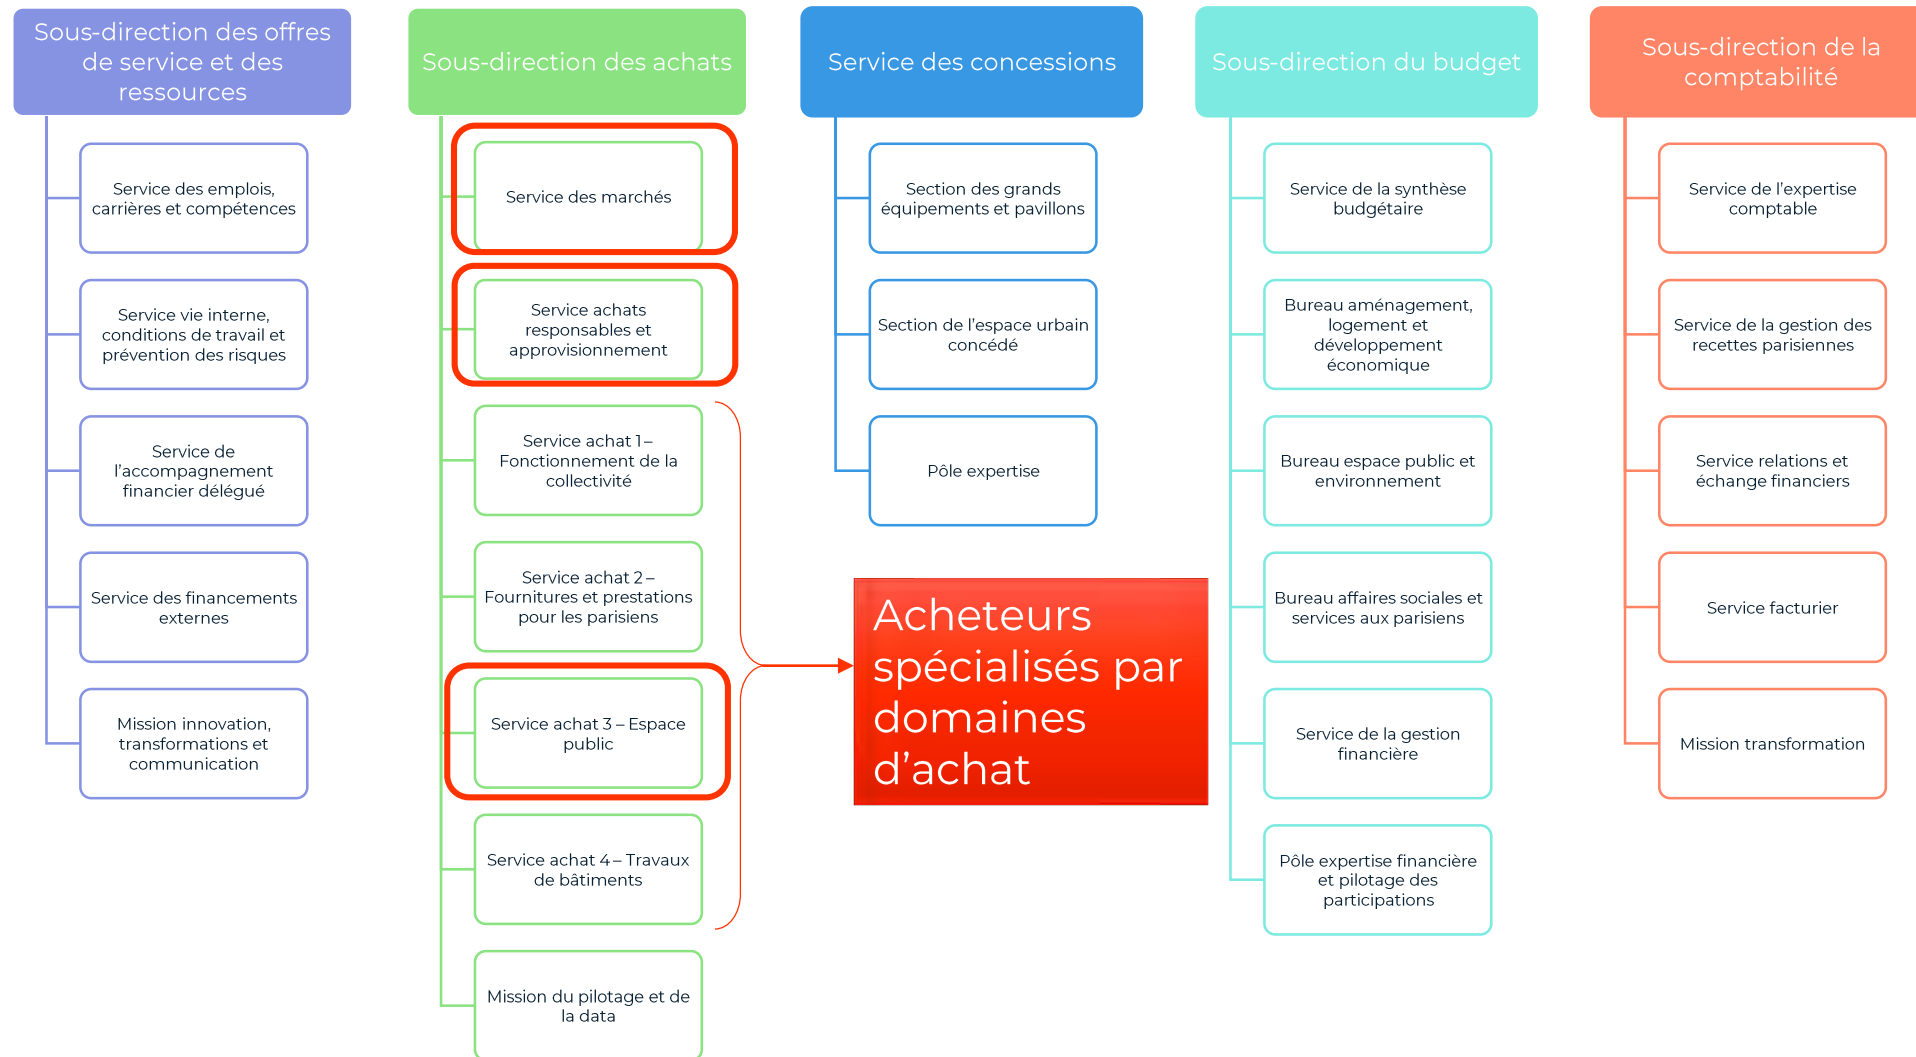 Sous-direction des offres
de service et des
ressources
Service des emplois,
carrières et compétences
Service vie interne,
conditions de travail et
prévention des risques
Service de
l’accompagnement
financier délégué
Service des financements
externes
Mission innovation,
transformations et
communication
Sous-direction des achats
Service des marchés
Service achats
responsables et
approvisionnement
Service achat 1 –
Fonctionnement de la
collectivité
Service achat 2 –
Fournitures et prestations
pour les parisiens
Service achat 3 – Espace
public
Service achat 4 – Travaux
de bâtiments
Mission du pilotage et de
la data
Service des concessions
Section des grands
équipements et pavillons
Section de l’espace urbain
concédé
Pôle expertise
Acheteurs
spécialisés par
domaines
d’achat
Sous-direction du budget
Service de la synthèse
budgétaire
Bureau aménagement,
logement et
développement
économique
Bureau espace public et
environnement
Bureau affaires sociales et
services aux parisiens
Service de la gestion
financière
Pôle expertise financière
et pilotage des
participations
Sous-direction de la
comptabilité
Service de l’expertise
comptable
Service de la gestion des
recettes parisiennes
Service relations et
échange financiers
Service facturier
Mission transformation